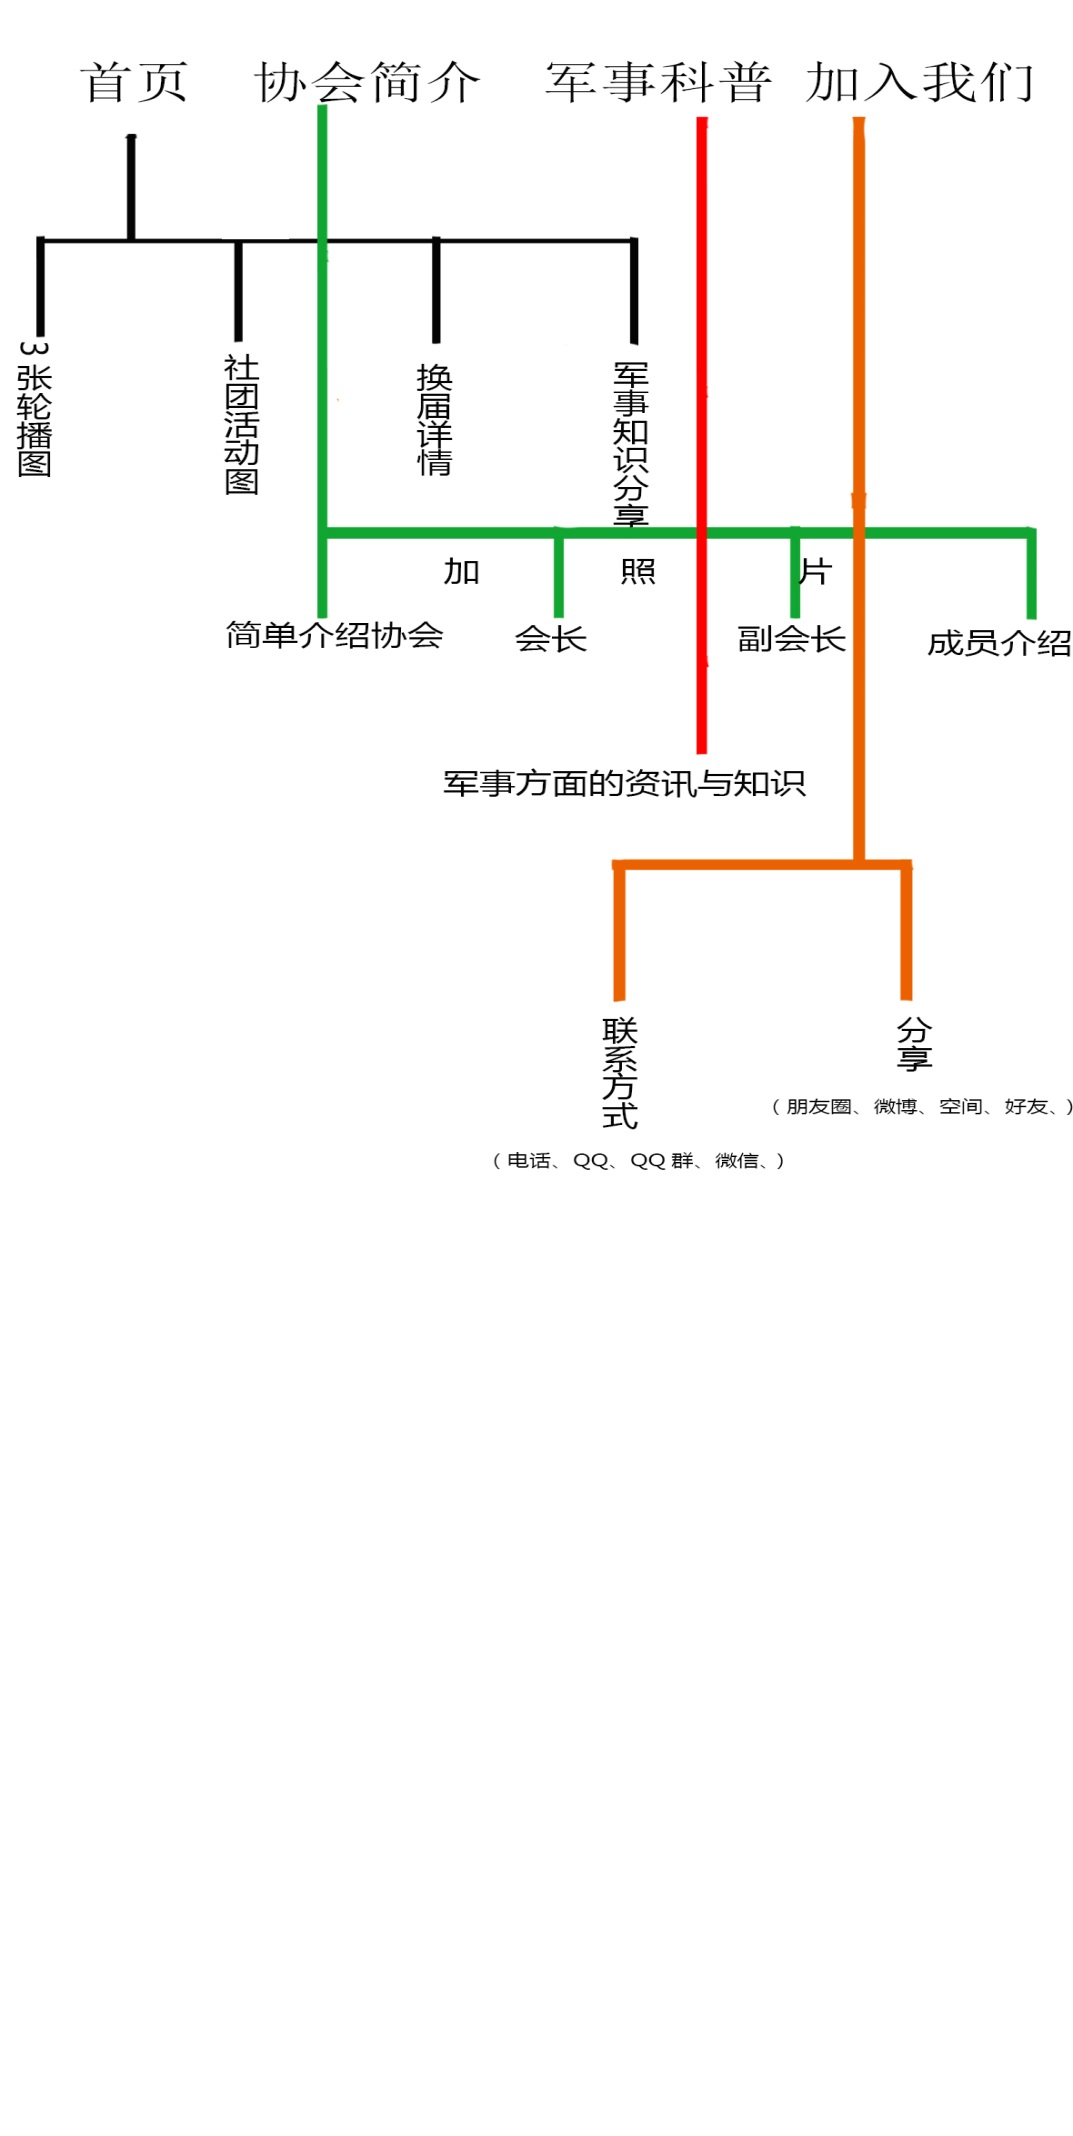 首页 协会简介 军事科普 加入我们
3张轮播图
社团活动图
换届详情
军事知识分享
加 照 片
简单介绍协会 会长 副会长 成员介绍
军事方面的资讯与知识
联系方式
分享
（朋友圈、微博、空间、好友、）
（电话、QQ、QQ 群、微信、）